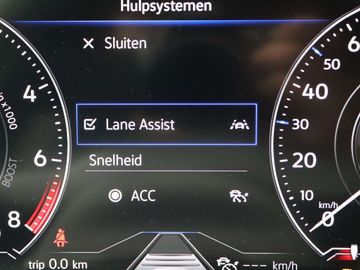 Hulpsystemen
Sluiten
Lane Assist
Snelheid
ACC
x1000
BOOST
4
6
8
6
50
40
30
20
10
0
km/h
trip 0.0 km
--- km/h